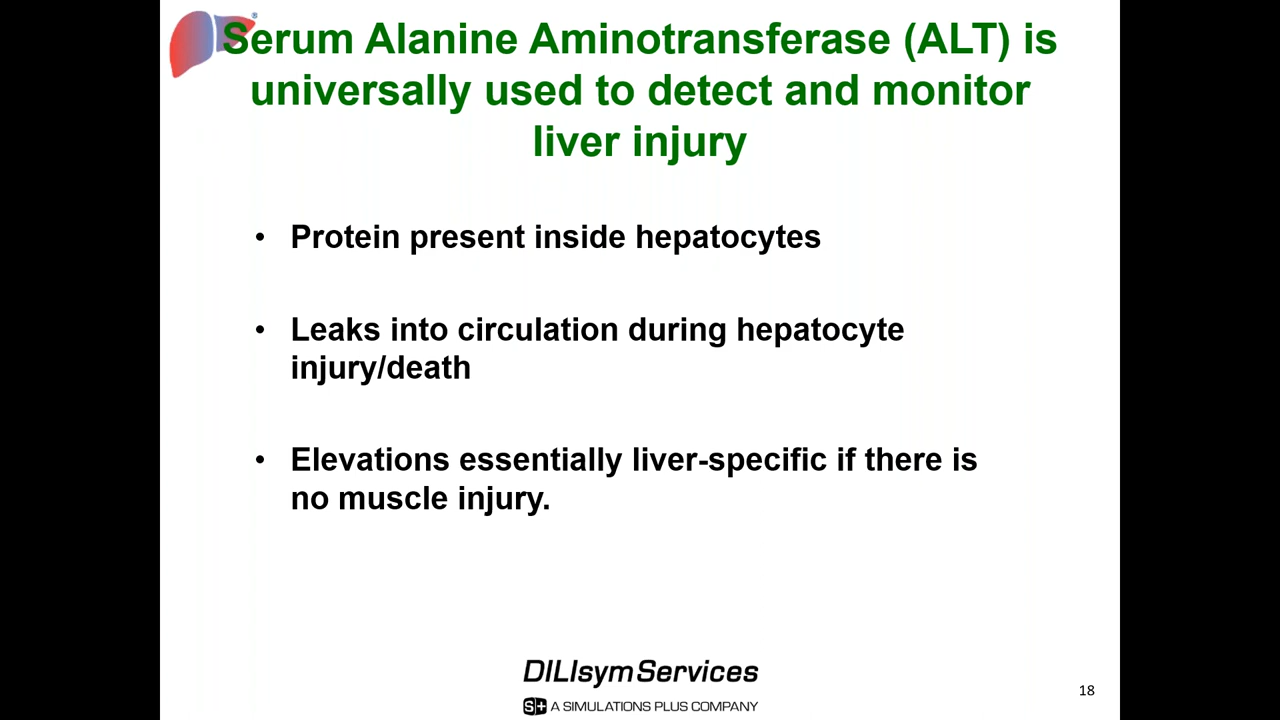 Serum Alanine Aminotransferase (ALT) is
universally used to detect and monitor
liver injury
• Protein present inside hepatocytes
• Leaks into circulation during hepatocyte
injury/death
• Elevations essentially liver-specific if there is
no muscle injury.
DILIsym Services
S+ A SIMULATIONS PLUS COMPANY
18